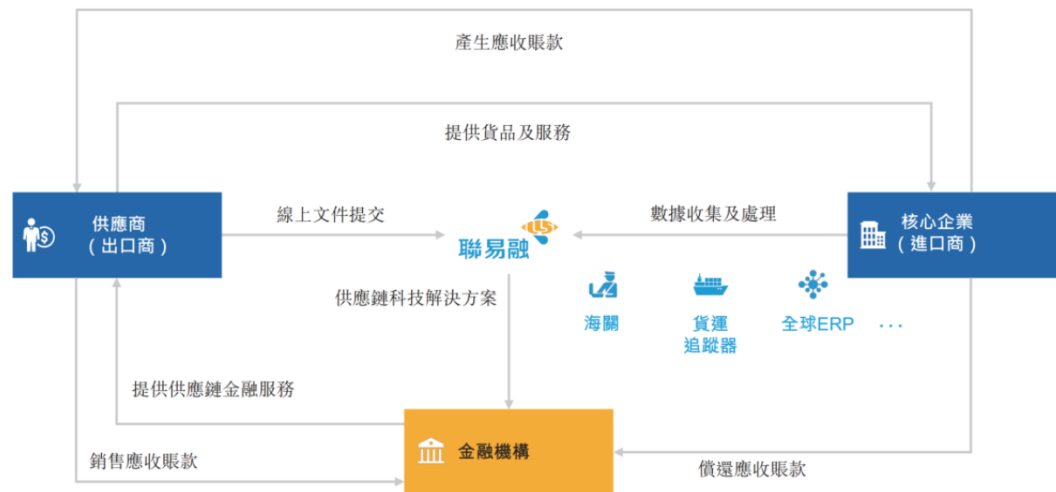 產生應收賬款
提供貨品及服務
供應商
（出口商）
線上文件提交
LLS
聯易融
數據收集及處理
核心企業
（進口商）
供應鏈科技解決方案
海關
貨運
追蹤器
全球ERP
...
提供供應鏈金融服務
金融機構
銷售應收賬款
償還應收賬款